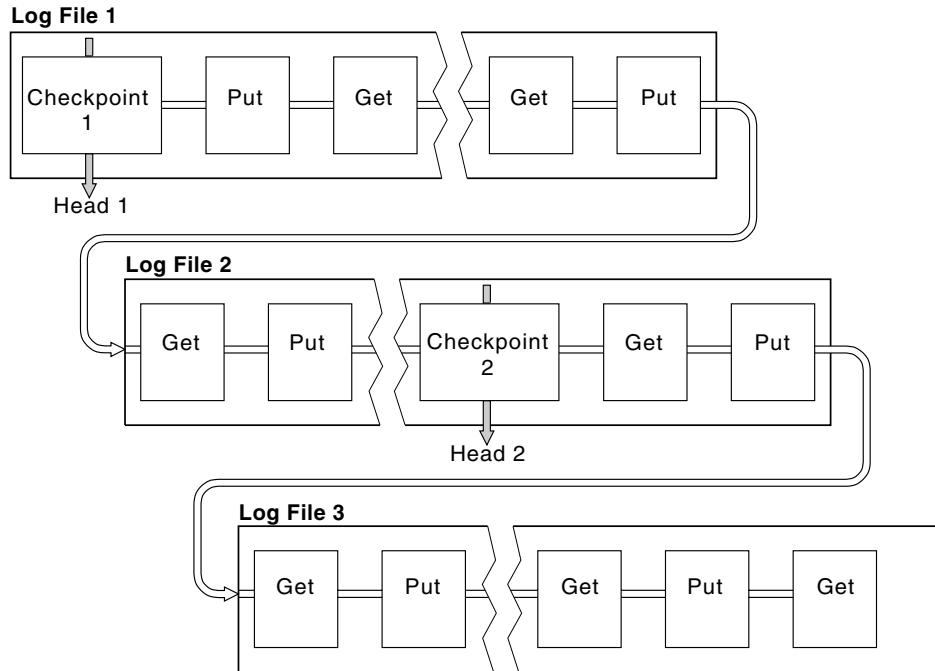 Log File 1
Checkpoint
1
Put
Get
Get
Put
Head 1
Log File 2
Get
Put
Checkpoint
2
Get
Put
Head 2
Log File 3
Get
Put
Get
Put
Get